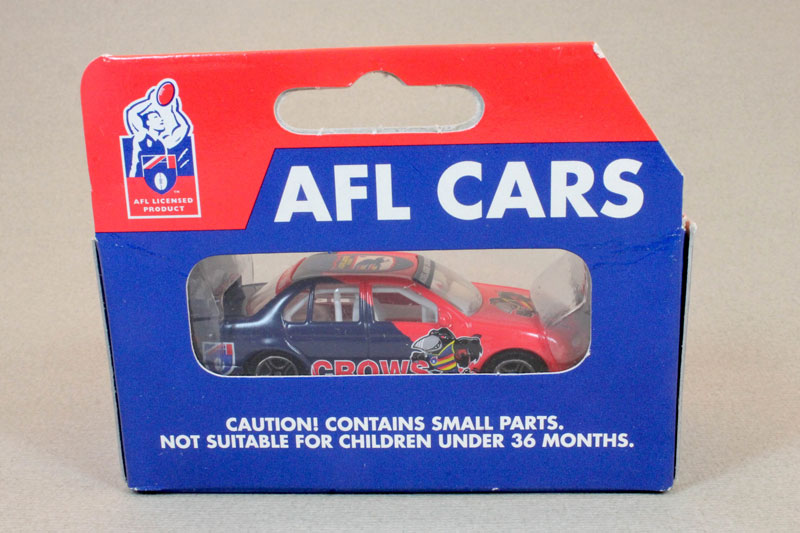 AFL LICENSED
PRODUCT
AFL CARS
CROWS
CAUTION! CONTAINS SMALL PARTS.
NOT SUITABLE FOR CHILDREN UNDER 36 MONTHS.